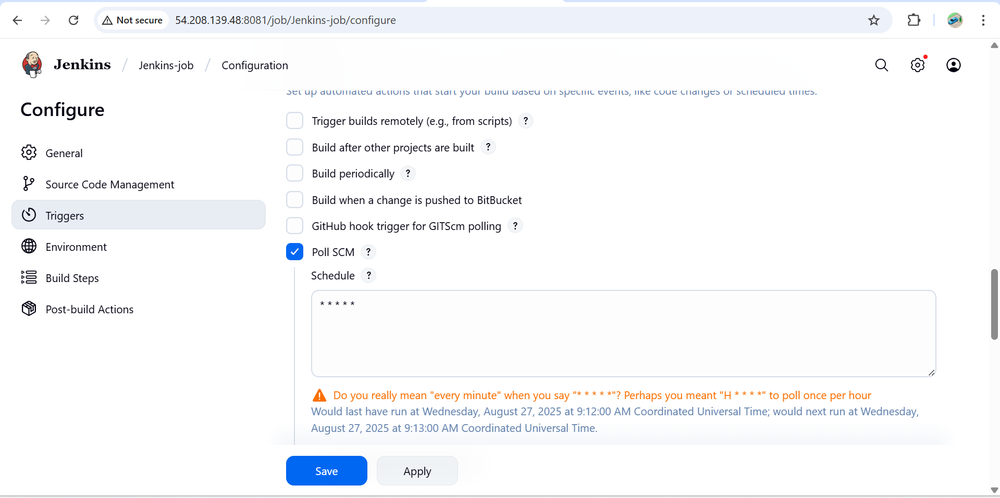 Not secure 54.208.139.48:8081/job/Jenkins-job/configure
Jenkins / Jenkins-job / Configuration
Set up automated actions that start your build based on specific events, like code changes or scheduled times.
Configure
General
Source Code Management
Triggers
Environment
Build Steps
Post-build Actions
Trigger builds remotely (e.g., from scripts) ?
Build after other projects are built ?
Build periodically ?
Build when a change is pushed to BitBucket
GitHub hook trigger for GITScm polling ?
Poll SCM ?
Schedule ?
* * * * *
Do you really mean "every minute" when you say "* * * * *"? Perhaps you meant "H * * * *" to poll once per hour
Would last have run at Wednesday, August 27, 2025 at 9:12:00 AM Coordinated Universal Time; would next run at Wednesday,
August 27, 2025 at 9:13:00 AM Coordinated Universal Time.
Save
Apply